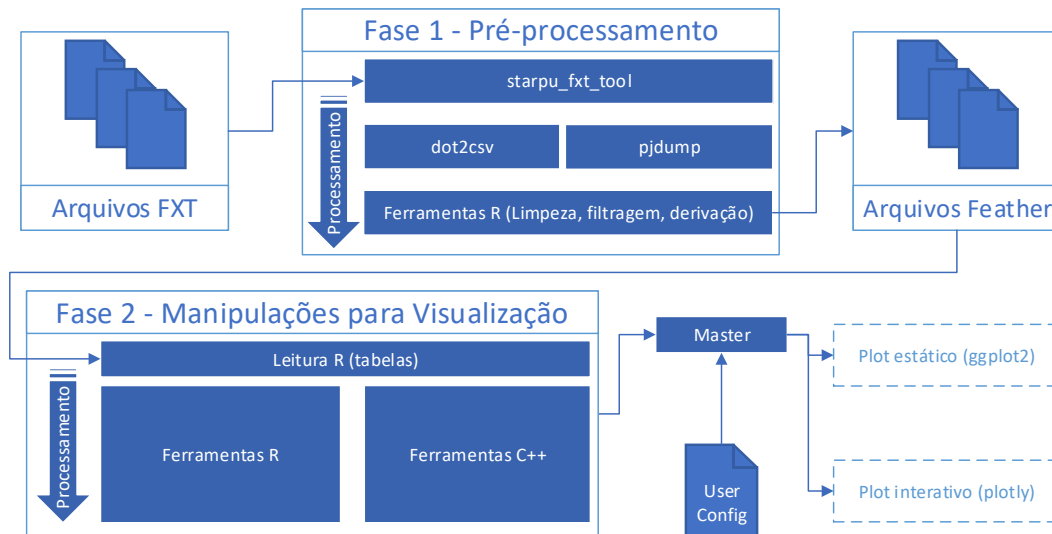 Fase 1 - Pré-processamento
starpu_fxt_tool
dot2csv
pjdump
Ferramentas R (Limpeza, filtragem, derivação)
Processamento
Arquivos FXT
Arquivos Feather
Fase 2 - Manipulações para Visualização
Leitura R (tabelas)
Ferramentas R
Ferramentas C++
Processamento
Master
User
Config
Plot estático (ggplot2)
Plot interativo (plotly)